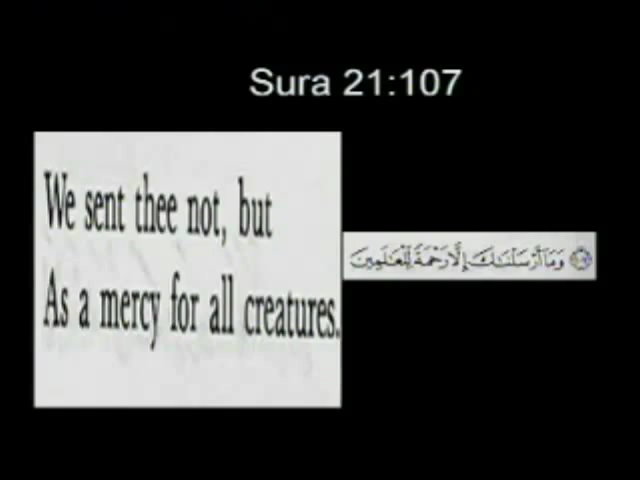 Sura 21:107
We sent thee not, but
As a mercy for all creatures.
وَمَا أَرْسَلْنَٰكَ إِلَّا رَحْمَةً لِّلْعَٰلَمِينَ